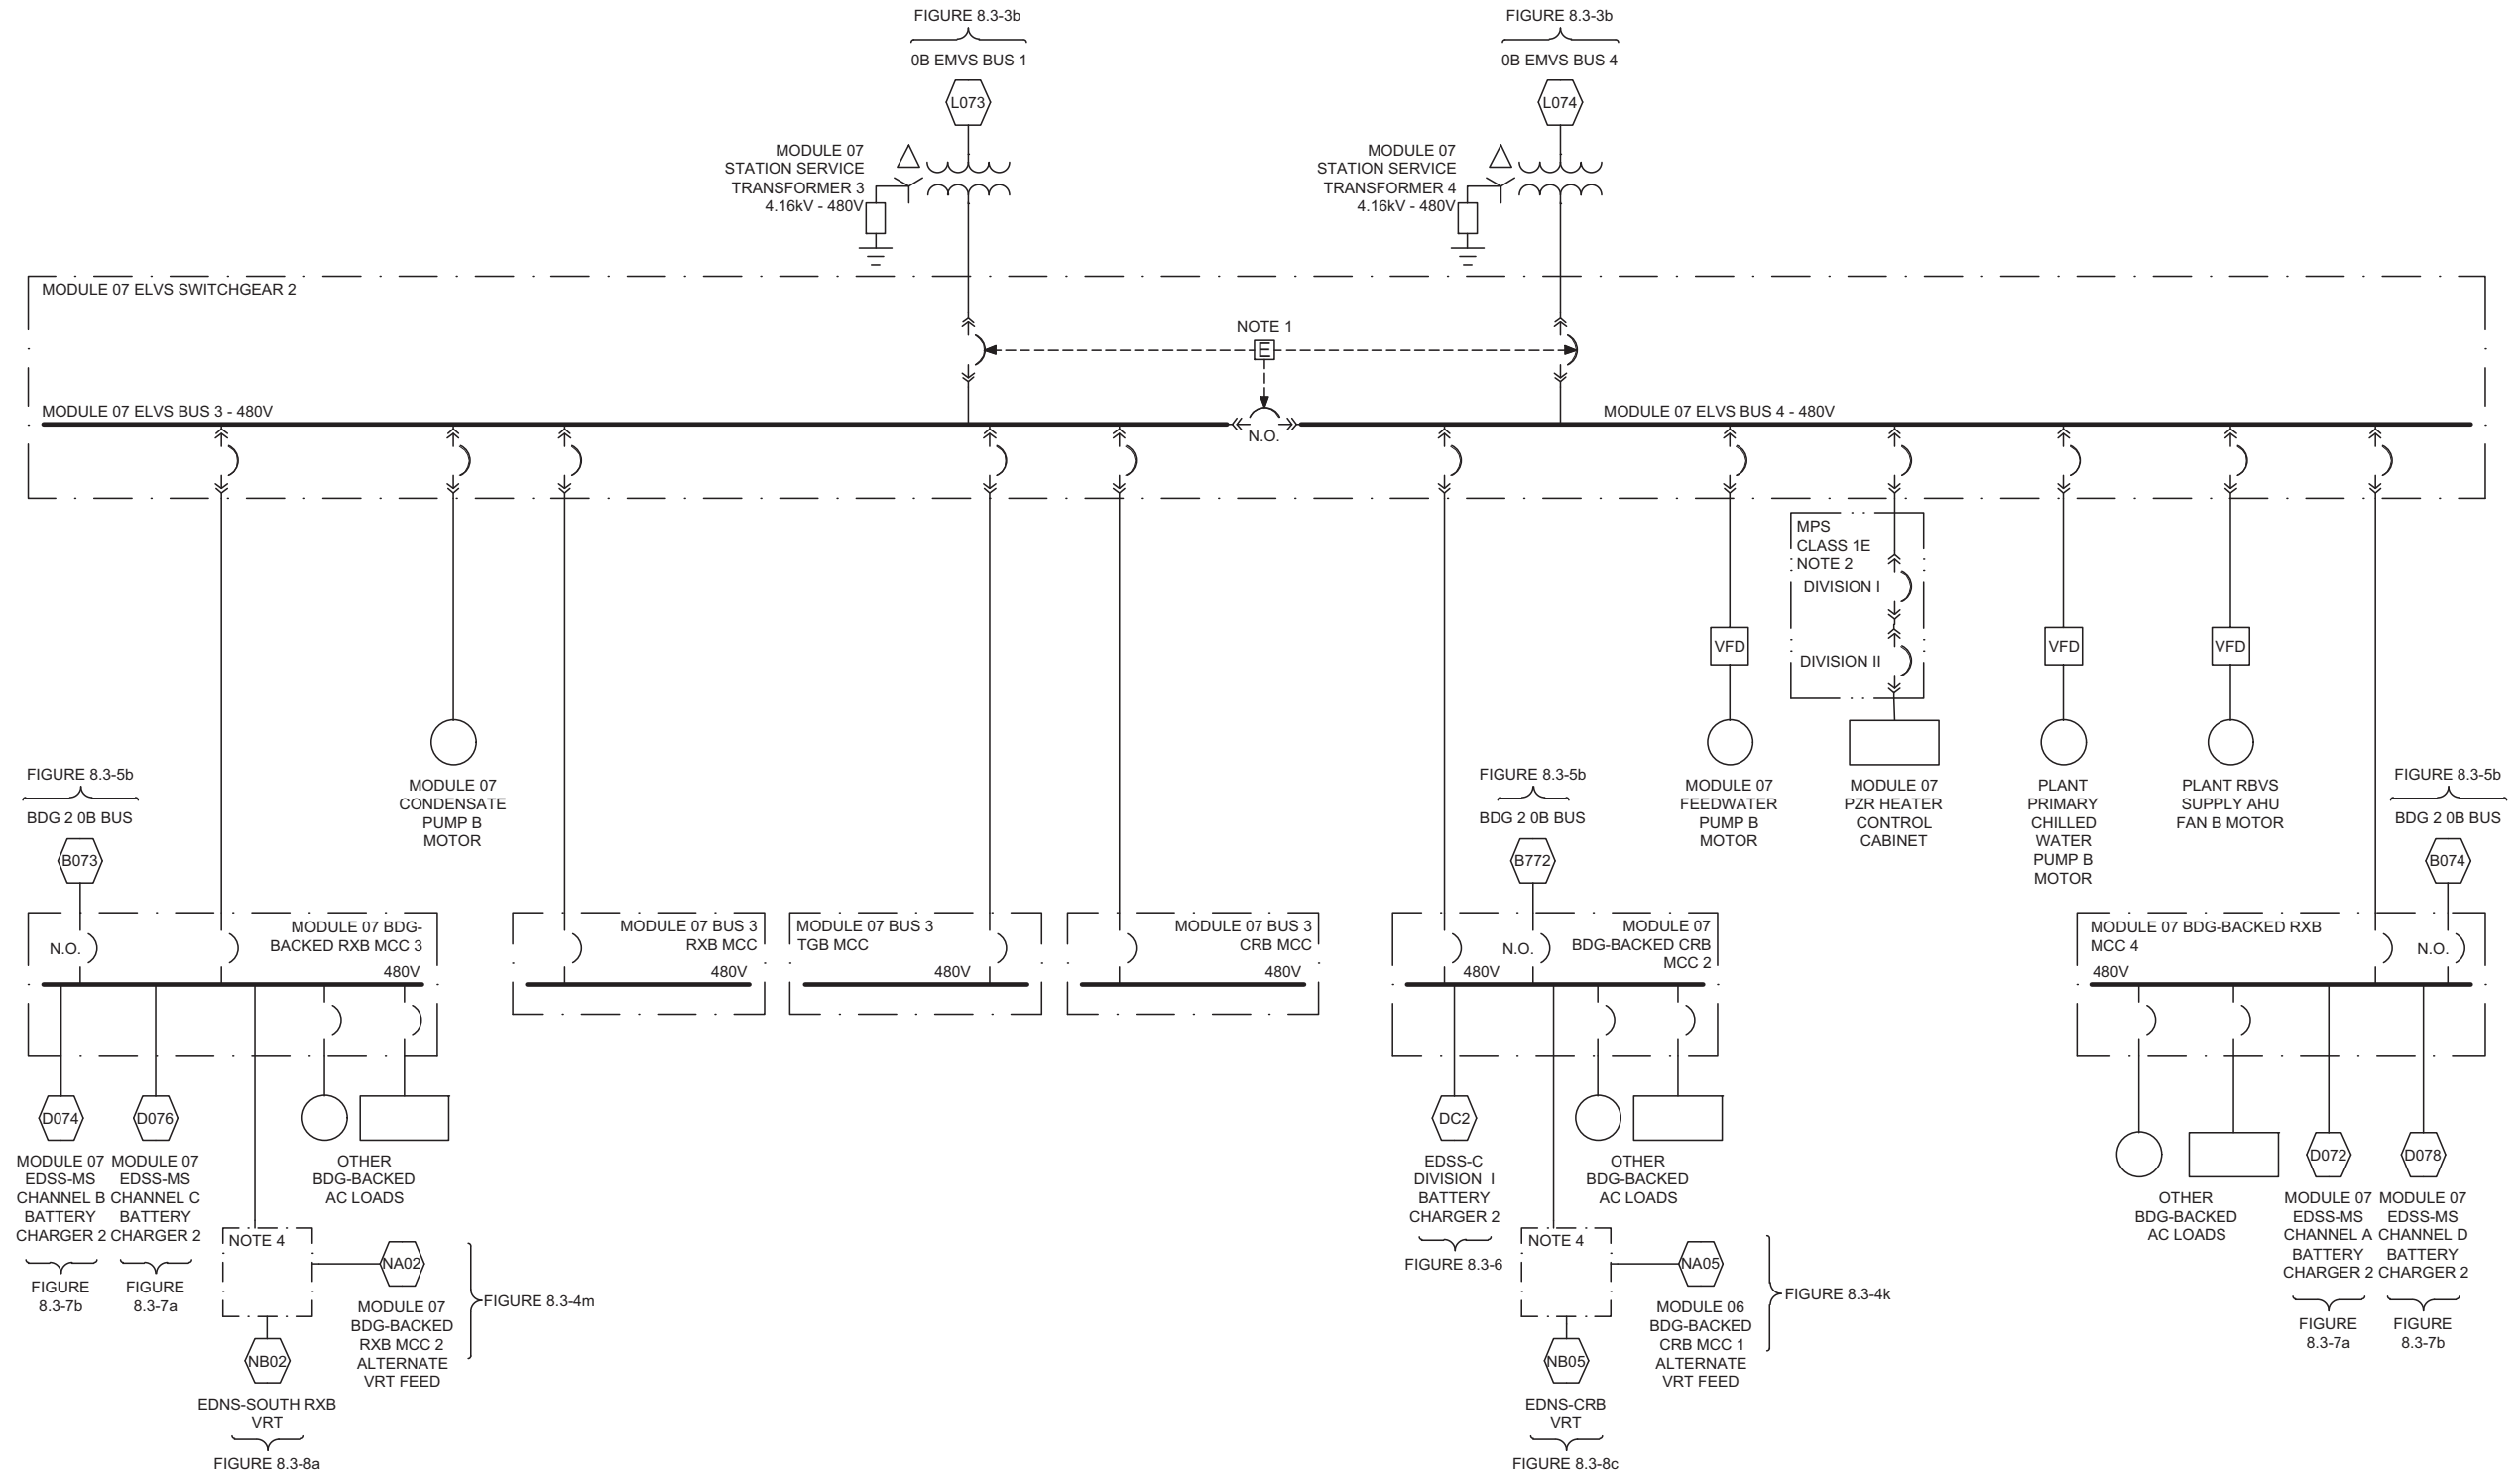 FIGURE 8.3-3b
0B EMVS BUS 1
L073
MODULE 07
STATION SERVICE
TRANSFORMER 3
4.16kV - 480V
FIGURE 8.3-3b
0B EMVS BUS 4
L074
MODULE 07
STATION SERVICE
TRANSFORMER 4
4.16kV - 480V
MODULE 07 ELVS SWITCHGEAR 2
NOTE 1
E
MODULE 07 ELVS BUS 3 - 480V
N.O.
MODULE 07 ELVS BUS 4 - 480V
MPS
CLASS 1E
NOTE 2
DIVISION I
DIVISION II
VFD
VFD
VFD
MODULE 07
CONDENSATE
PUMP B
MOTOR
MODULE 07
FEEDWATER
PUMP B
MOTOR
MODULE 07
PZR HEATER
CONTROL
CABINET
PLANT
PRIMARY
CHILLED
WATER
PUMP B
MOTOR
PLANT RBVS
SUPPLY AHU
FAN B MOTOR
FIGURE 8.3-5b
BDG 2 0B BUS
B073
FIGURE 8.3-5b
BDG 2 0B BUS
B772
FIGURE 8.3-5b
BDG 2 0B BUS
B074
N.O.
MODULE 07 BDG-
BACKED RXB MCC 3
480V
MODULE 07 BUS 3
RXB MCC
480V
MODULE 07 BUS 3
TGB MCC
480V
MODULE 07 BUS 3
CRB MCC
480V
N.O.
MODULE 07
BDG-BACKED CRB
MCC 2
480V
MODULE 07 BDG-BACKED RXB
MCC 4
N.O.
480V
D074
MODULE 07
EDSS-MS
CHANNEL B
BATTERY
CHARGER 2
FIGURE
8.3-7b
D076
MODULE 07
EDSS-MS
CHANNEL C
BATTERY
CHARGER 2
FIGURE
8.3-7a
OTHER
BDG-BACKED
AC LOADS
NOTE 4
NA02
MODULE 07
BDG-BACKED
RXB MCC 2
ALTERNATE
VRT FEED
FIGURE 8.3-4m
NB02
EDNS-SOUTH RXB
VRT
FIGURE 8.3-8a
DC2
EDSS-C
DIVISION I
BATTERY
CHARGER 2
FIGURE 8.3-6
OTHER
BDG-BACKED
AC LOADS
NOTE 4
NA05
MODULE 06
BDG-BACKED
CRB MCC 1
ALTERNATE
VRT FEED
FIGURE 8.3-4k
NB05
EDNS-CRB
VRT
FIGURE 8.3-8c
OTHER
BDG-BACKED
AC LOADS
D072
MODULE 07
EDSS-MS
CHANNEL A
BATTERY
CHARGER 2
FIGURE
8.3-7a
D078
MODULE 07
EDSS-MS
CHANNEL D
BATTERY
CHARGER 2
FIGURE
8.3-7b